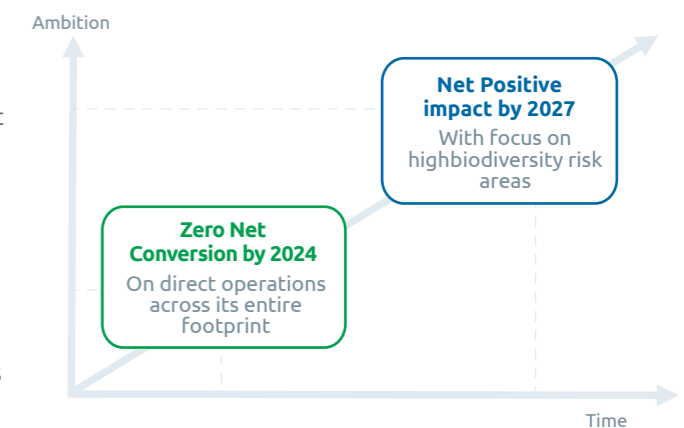 Ambition
Net Positive
impact by 2027
With focus on
highbiodiversity risk
areas
t
Zero Net
Conversion by 2024
On direct operations
across its entire
footprint
s
Time